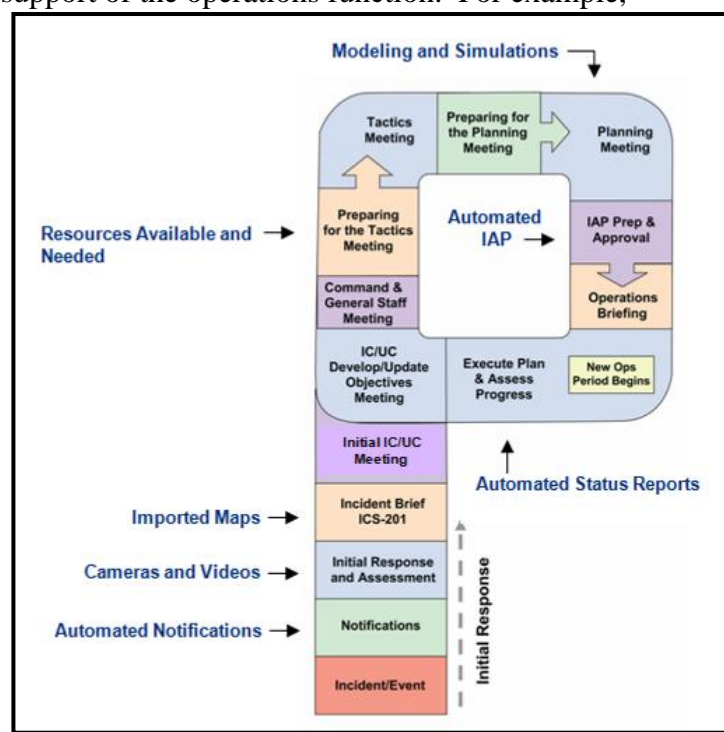 support of the operations function. For example,
Modeling and Simulations
Tactics
Meeting
Preparing for
the Planning
Meeting
Planning
Meeting
Resources Available and
Needed
Preparing
for the Tactics
Meeting
Automated
IAP
IAP Prep &
Approval
Command &
General Staff
Meeting
Operations
Briefing
IC/UC
Develop/Update
Objectives
Meeting
Execute Plan
& Assess
Progress
New Ops
Period Begins
Initial IC/UC
Meeting
Automated Status Reports
Imported Maps
Incident Brief
ICS-201
Cameras and Videos
Initial Response
and Assessment
Automated Notifications
Notifications
Incident/Event
Initial Response